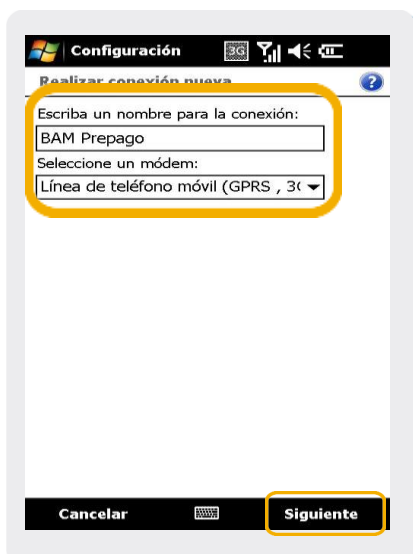 Configuración 3G
Realizar conexión nueva
Escriba un nombre para la conexión:
BAM Prepago
Seleccione un módem:
Línea de teléfono móvil (GPRS , 3(
Cancelar Siguiente